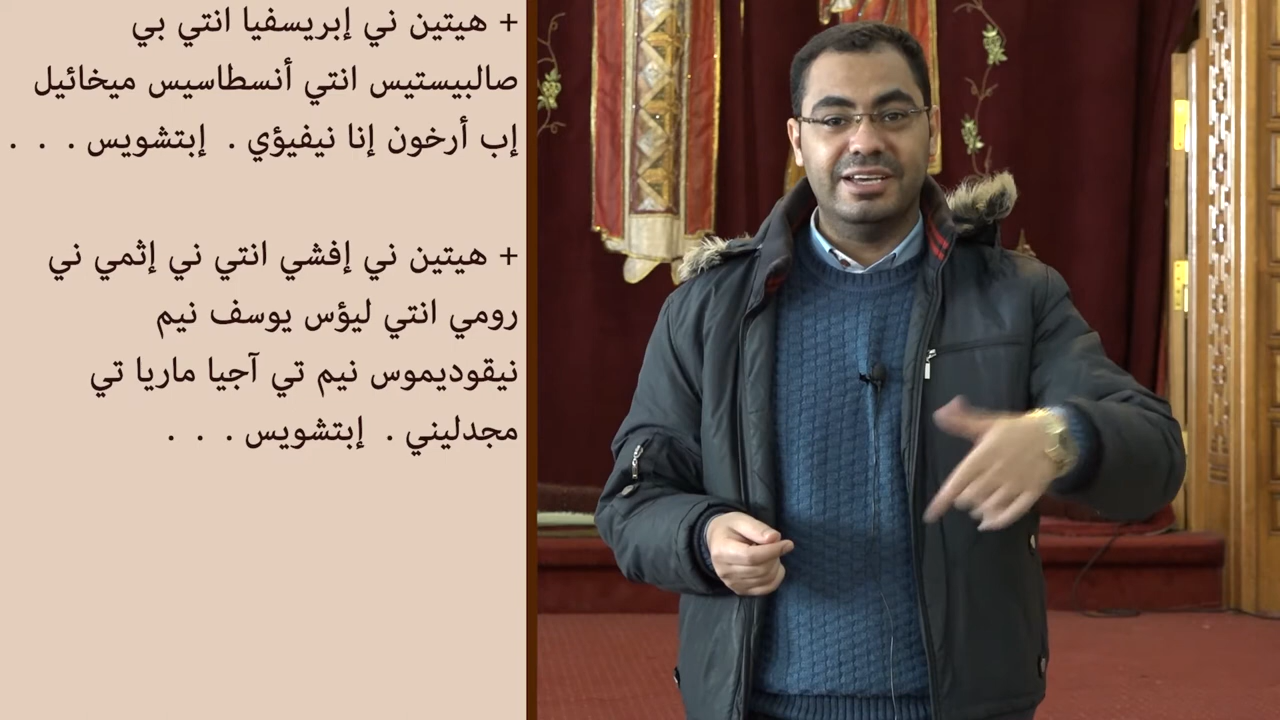 + هيتين ني إبريسفيا انتي بي
صالبيستيس انتي أنسطاسيس ميخائيل
إب أرخون إنا نيفيؤي . إبتشويس . . .
+ هيتين ني إفشي انتي ني إثمي ني
رومي انتي ليؤس يوسف نيم
نيقوديموس نيم تي آجيا ماريا تي
مجدليني . إبتشويس . . .